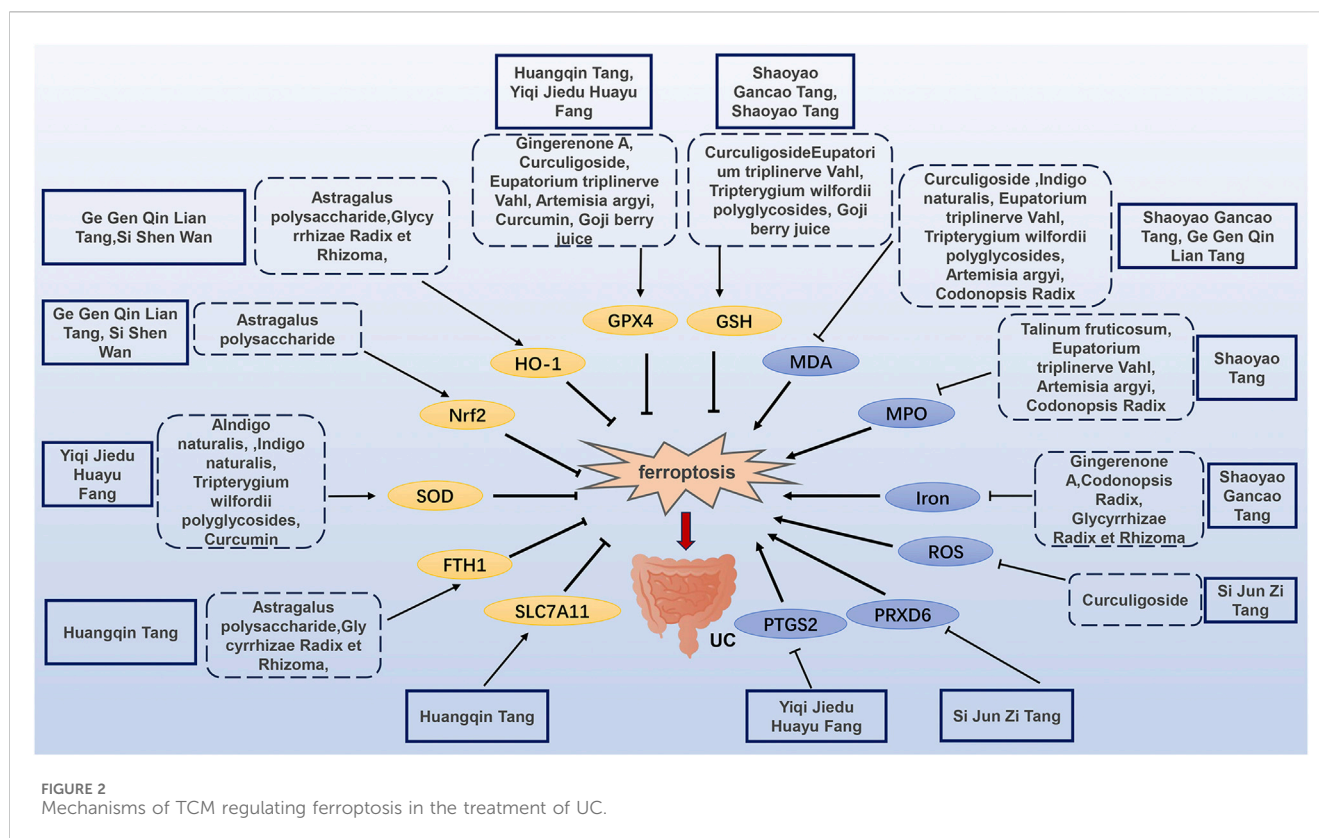 Huangqin Tang,
Yiqi Jiedu Huayu
Fang
Shaoyao
Gancao Tang,
Shaoyao Tang
Gingerenone A,
Curculigoside,
Eupatorium triplinerve
Vahl, Artemisia argyi,
Curcumin, Goji berry
juice
CurculigosideEupatori
um triplinerve Vahl,
Tripterygium wilfordii
polyglycosides, Goji
berry juice
Curculigoside ,Indigo
naturalis, Eupatorium
triplinerve Vahl,
Tripterygium wilfordii
polyglycosides,
Artemisia argyi,
Codonopsis Radix
Shaoyao Gancao
Tang, Ge Gen Qin
Lian Tang
Ge Gen Qin Lian
Tang,Si Shen Wan
Astragalus
polysaccharide,Glycy
rrhizae Radix et
Rhizoma,
Ge Gen Qin Lian
Tang, Si Shen
Wan
Astragalus
polysaccharide
GPX4
GSH
HO-1
MDA
Talinum fruticosum,
Eupatorium
triplinerve Vahl,
Artemisia argyi,
Codonopsis Radix
Shaoyao
Tang
Nrf2
MPO
Yiqi Jiedu
Huayu
Fang
AIndigo
naturalis, ,Indigo
naturalis,
Tripterygium
wilfordii
polyglycosides,
Curcumin
SOD
ferroptosis
Iron
Gingerenone
A,Codonopsis
Radix,
Glycyrrhizae
Radix et Rhizoma
Shaoyao
Gancao
Tang
FTH1
ROS
Curculigoside
Si Jun Zi
Tang
Huangqin Tang
Astragalus
polysaccharide,Gly
cyrrhizae Radix et
Rhizoma,
SLC7A11
UC
PTGS2
PRXD6
Huangqin Tang
Yiqi Jiedu
Huayu Fang
Si Jun Zi Tang
FIGURE 2
Mechanisms of TCM regulating ferroptosis in the treatment of UC.